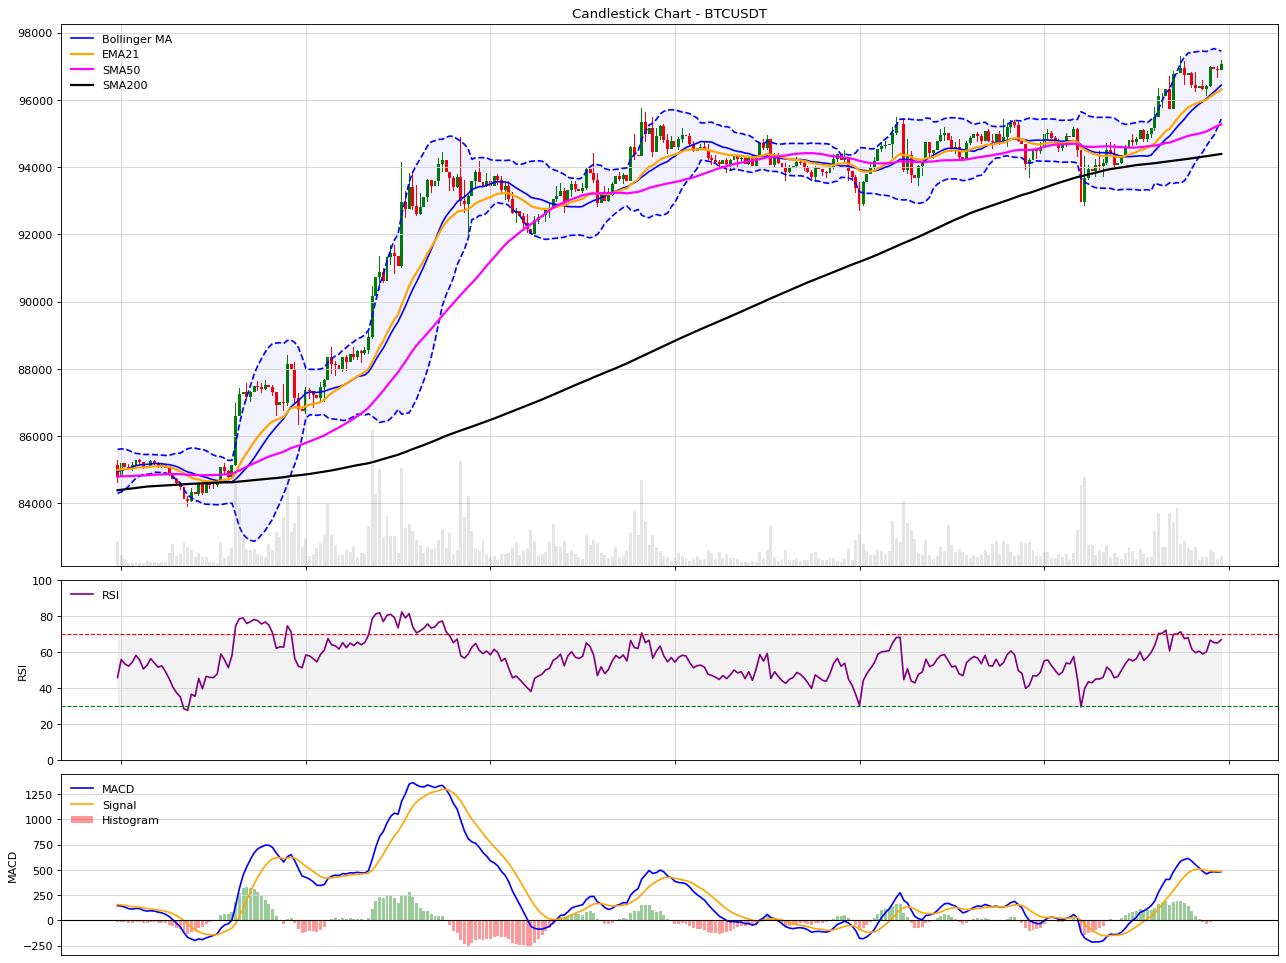 Candlestick Chart - BTCUSDT
98000
96000
94000
92000
90000
88000
86000
84000
Bollinger MA
EMA21
SMA50
SMA200
100
80
60
40
20
0
RSI
RSI
1250
1000
750
500
250
0
−250
MACD
MACD
Signal
Histogram